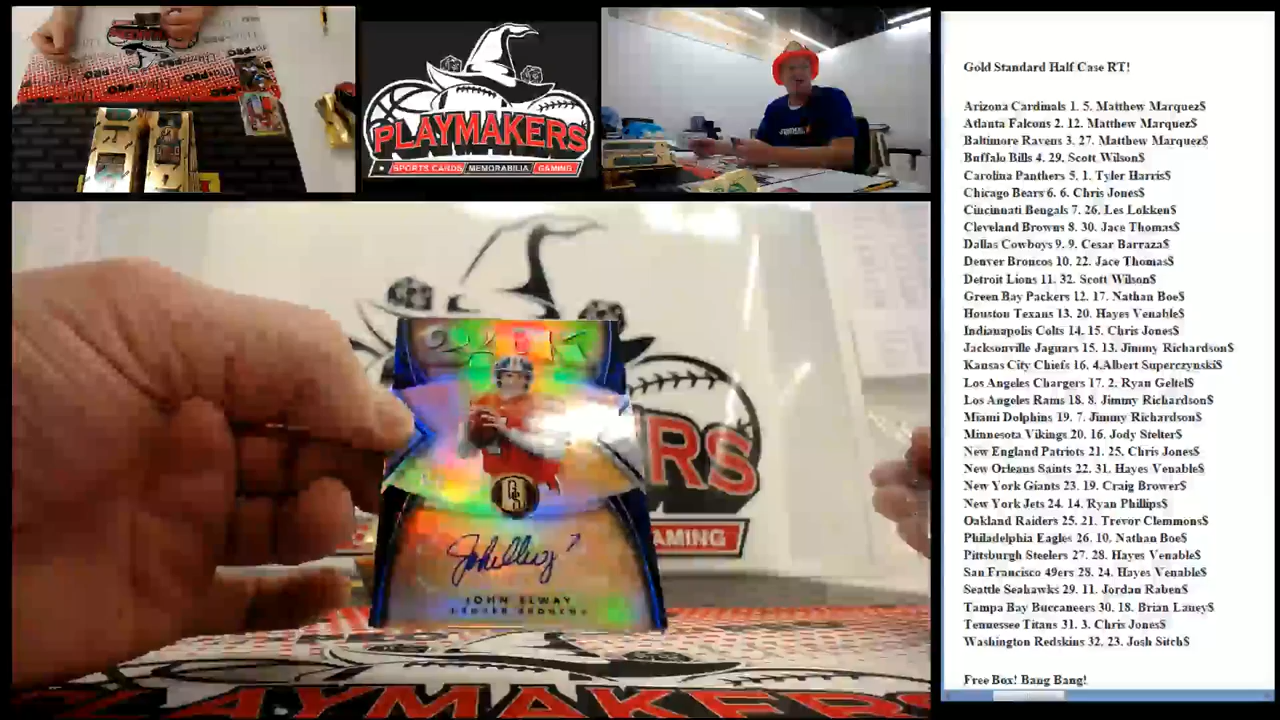 PLAYMAKERS
SPORTS CARDS MEMORABILIA GAMING
GS
John Elway 7
JOHN ELWAY
DENVER BRONCOS
ERS
AMING
PLAYMAKERS
Gold Standard Half Case RT!
Arizona Cardinals 1. 5. Matthew Marquez$
Atlanta Falcons 2. 12. Matthew Marquez$
Baltimore Ravens 3. 27. Matthew Marquez$
Buffalo Bills 4. 29. Scott Wilson$
Carolina Panthers 5. 1. Tyler Harris$
Chicago Bears 6. 6. Chris Jones$
Cincinnati Bengals 7. 26. Les Lokken$
Cleveland Browns 8. 30. Jace Thomas$
Dallas Cowboys 9. 9. Cesar Barraza$
Denver Broncos 10. 22. Jace Thomas$
Detroit Lions 11. 32. Scott Wilson$
Green Bay Packers 12. 17. Nathan Boe$
Houston Texans 13. 20. Hayes Venable$
Indianapolis Colts 14. 15. Chris Jones$
Jacksonville Jaguars 15. 13. Jimmy Richardson$
Kansas City Chiefs 16. 4.Albert Superczynski$
Los Angeles Chargers 17. 2. Ryan Geltel$
Los Angeles Rams 18. 8. Jimmy Richardson$
Miami Dolphins 19. 7. Jimmy Richardson$
Minnesota Vikings 20. 16. Jody Stelter$
New England Patriots 21. 25. Chris Jones$
New Orleans Saints 22. 31. Hayes Venable$
New York Giants 23. 19. Craig Brower$
New York Jets 24. 14. Ryan Phillips$
Oakland Raiders 25. 21. Trevor Clemmons$
Philadelphia Eagles 26. 10. Nathan Boe$
Pittsburgh Steelers 27. 28. Hayes Venable$
San Francisco 49ers 28. 24. Hayes Venable$
Seattle Seahawks 29. 11. Jordan Raben$
Tampa Bay Buccaneers 30. 18. Brian Laney$
Tennessee Titans 31. 3. Chris Jones$
Washington Redskins 32. 23. Josh Sitch$
Free Box! Bang Bang!